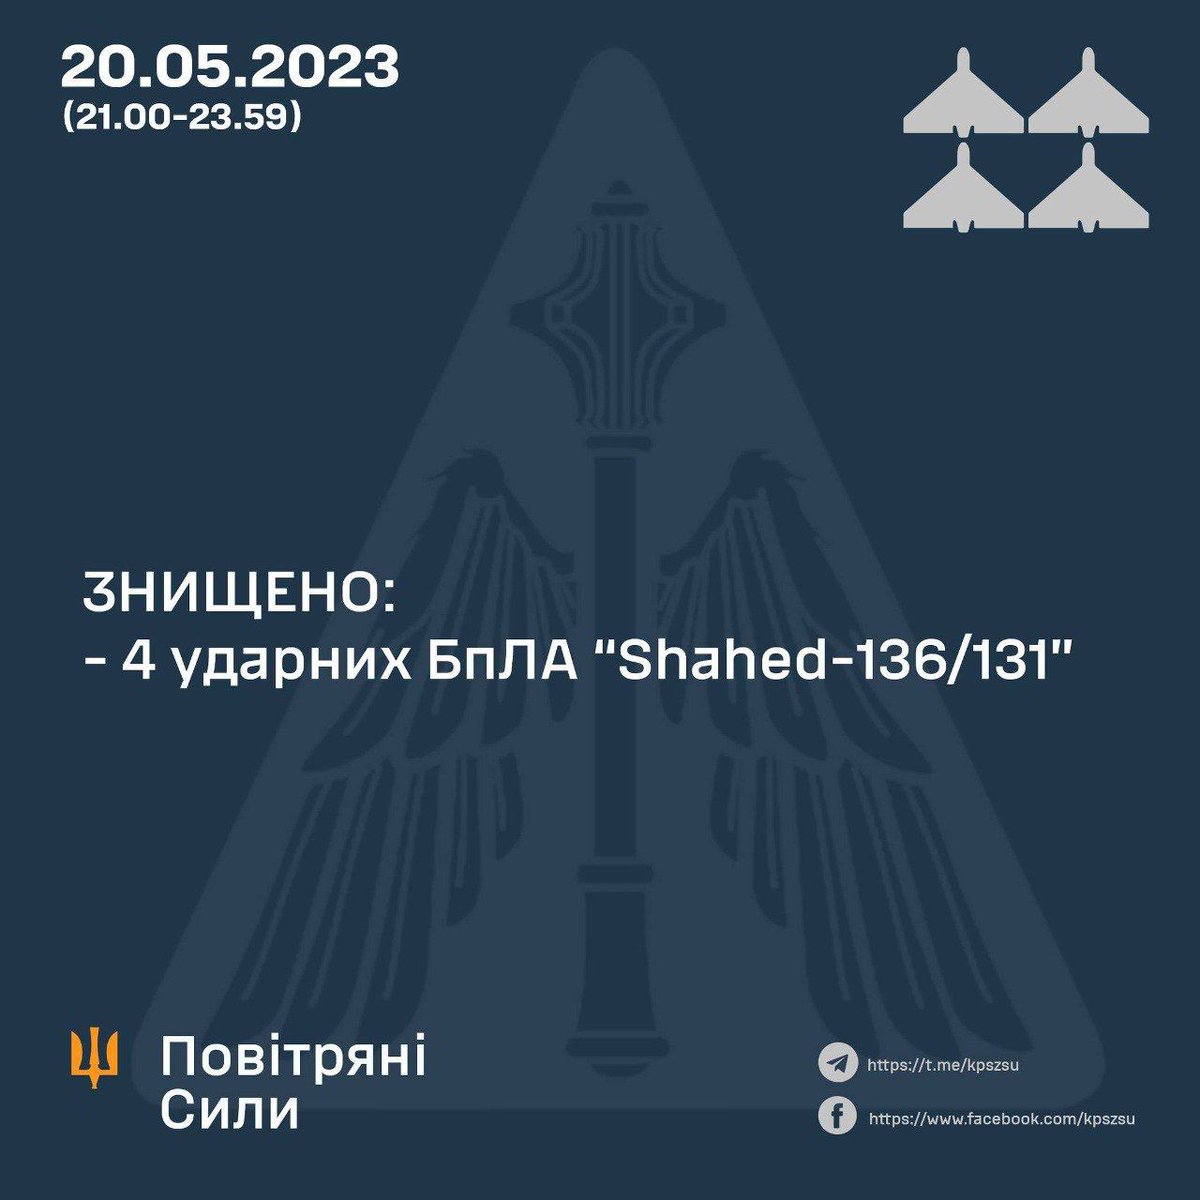 20.05.2023
(21.00-23.59)
ЗНИЩЕНО:
- 4 ударних БпЛА “Shahed-136/131”
Повітряні
Сили
https://t.me/kpszsu
https://www.facebook.com/kpszsu